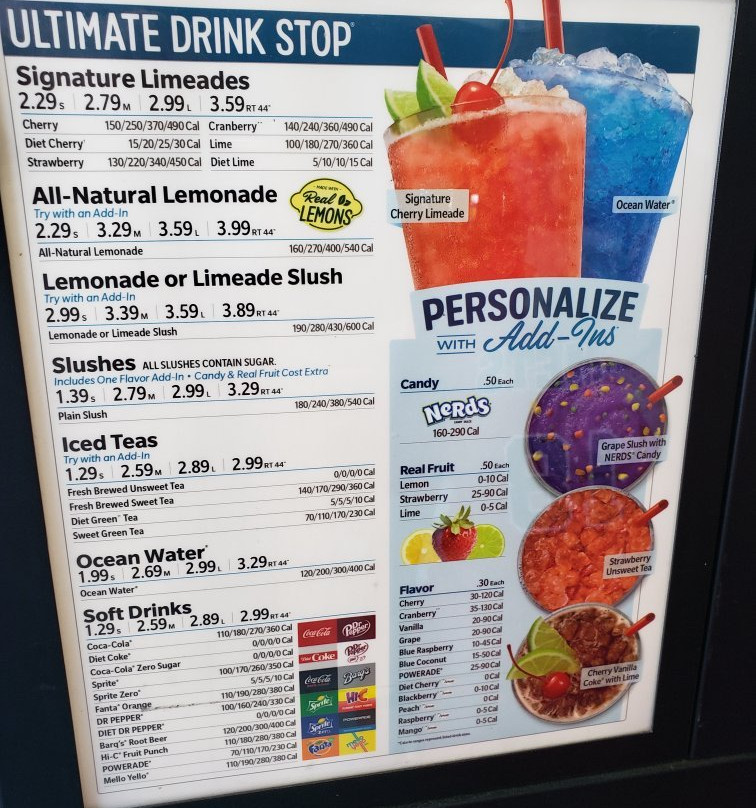 ULTIMATE DRINK STOP®
Signature Limeades
2.29 S 2.79 M 2.99 L 3.59 RT 44®
Cherry 150/250/370/490 Cal Cranberry 140/240/360/490 Cal
Diet Cherry 15/20/25/30 Cal Lime 100/180/270/360 Cal
Strawberry 130/220/340/450 Cal Diet Lime 5/10/10/15 Cal
All-Natural Lemonade
Try with an Add-In
2.29 S 3.29 M 3.59 L 3.99 RT 44®
All-Natural Lemonade 160/270/400/540 Cal
MADE WITH
Real
LEMONS
Lemonade or Limeade Slush
Try with an Add-In
2.99 S 3.39 M 3.59 L 3.89 RT 44®
Lemonade or Limeade Slush 190/280/430/600 Cal
Slushes ALL SLUSHES CONTAIN SUGAR.
Includes One Flavor Add-In • Candy & Real Fruit Cost Extra
1.39 S 2.79 M 2.99 L 3.29 RT 44®
Plain Slush 180/240/380/540 Cal
Iced Teas
Try with an Add-In
1.29 S 2.59 M 2.89 L 2.99 RT 44®
Fresh Brewed Unsweet Tea 0/0/0/0 Cal
Fresh Brewed Sweet Tea 140/170/290/360 Cal
Diet Green Tea 5/5/5/10 Cal
Sweet Green Tea 70/110/170/230 Cal
Ocean Water®
1.99 S 2.69 M 2.99 L 3.29 RT 44®
Ocean Water® 120/200/300/400 Cal
Soft Drinks
1.29 S 2.59 M 2.89 L 2.99 RT 44®
Coca-Cola® 110/180/270/360 Cal
Diet Coke® 0/0/0/0 Cal
Coca-Cola® Zero Sugar 0/0/0/0 Cal
Sprite® 100/170/260/350 Cal
Sprite Zero® 5/5/5/10 Cal
Fanta® Orange 110/190/280/380 Cal
DR PEPPER® 100/160/240/330 Cal
DIET DR PEPPER® 0/0/0/0 Cal
Barq's® Root Beer 120/200/300/400 Cal
Hi-C® Fruit Punch 110/180/280/380 Cal
POWERADE® 70/110/170/230 Cal
Mello Yello® 110/190/280/380 Cal
Coca-Cola Dr Pepper
Diet Coke Dr Pepper
Coca-Cola Barq's
Sprite Hi-C
Sprite POWERADE
Fanta
Signature
Cherry Limeade
Ocean Water®
PERSONALIZE
WITH Add-Ins
Candy .50 Each
NeRds
160-290 Cal
Real Fruit .50 Each
Lemon 0-10 Cal
Strawberry 25-90 Cal
Lime 0-5 Cal
Flavor .30 Each
Cherry 30-120 Cal
Cranberry 35-130 Cal
Vanilla 20-90 Cal
Grape 20-90 Cal
Blue Raspberry 10-45 Cal
Blue Coconut 15-50 Cal
POWERADE® 25-90 Cal
Diet Cherry 0 Cal
Blackberry 0-10 Cal
Peach 0 Cal
Raspberry 0-5 Cal
Mango 0-5 Cal
Grape Slush with
NERDS® Candy
Strawberry
Unsweet Tea
Cherry Vanilla
Coke® with Lime